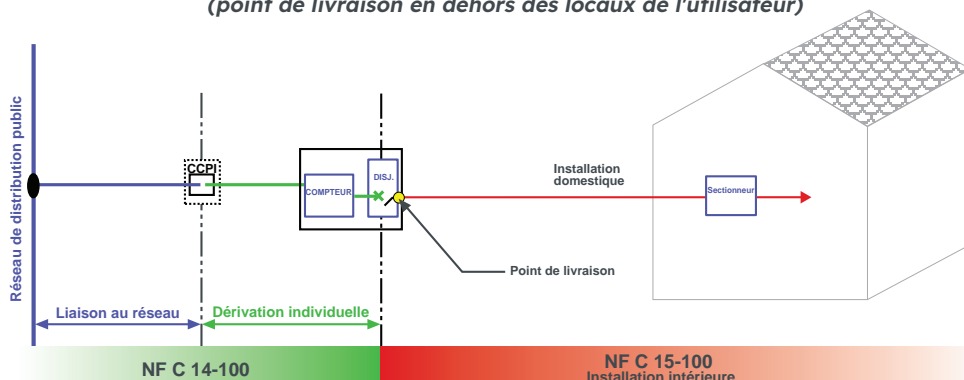 (point de livraison en dehors des locaux de l'utilisateur)
Réseau de distribution public
CCPI
COMPTEUR
DISJ.
Installation
domestique
Sectionneur
Point de livraison
Liaison au réseau
Dérivation individuelle
NF C 14-100
NF C 15-100
Installation intérieure